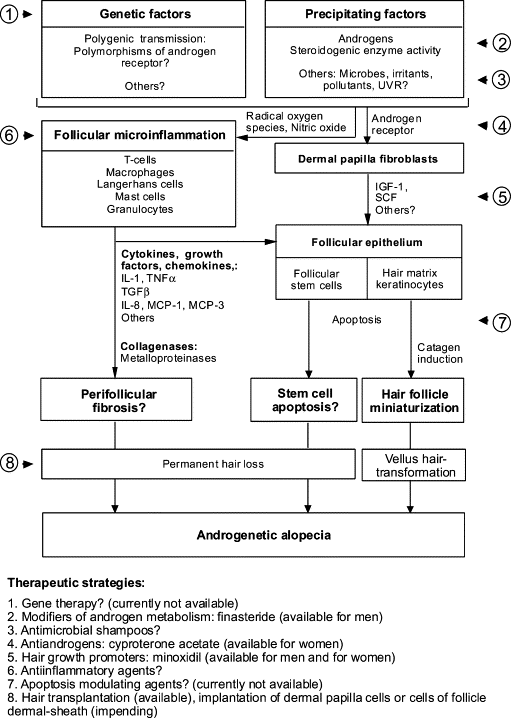 1
Genetic factors
Polygenic transmission:
Polymorphisms of androgen
receptor?
Others?
Precipitating factors
Androgens
Steroidogenic enzyme activity
Others: Microbes, irritants,
pollutants, UVR?
2
3
Radical oxygen
species, Nitric oxide
Androgen
receptor
4
6
Follicular microinflammation
T-cells
Macrophages
Langerhans cells
Mast cells
Granulocytes
Dermal papilla fibroblasts
IGF-1,
SCF
Others?
5
Cytokines, growth
factors, chemokines,:
IL-1, TNFα
TGFβ
IL-8, MCP-1, MCP-3
Others
Collagenases:
Metalloproteinases
Follicular epithelium
Follicular
stem cells
Hair matrix
keratinocytes
Apoptosis
7
Catagen
induction
Perifollicular
fibrosis?
Stem cell
apoptosis?
Hair follicle
miniaturization
8
Permanent hair loss
Vellus hair-
transformation
Androgenetic alopecia
Therapeutic strategies:
1. Gene therapy? (currently not available)
2. Modifiers of androgen metabolism: finasteride (available for men)
3. Antimicrobial shampoos?
4. Antiandrogens: cyproterone acetate (available for women)
5. Hair growth promoters: minoxidil (available for men and for women)
6. Antiinflammatory agents?
7. Apoptosis modulating agents? (currently not available)
8. Hair transplantation (available), implantation of dermal papilla cells or cells of follicle
dermal-sheath (impending)